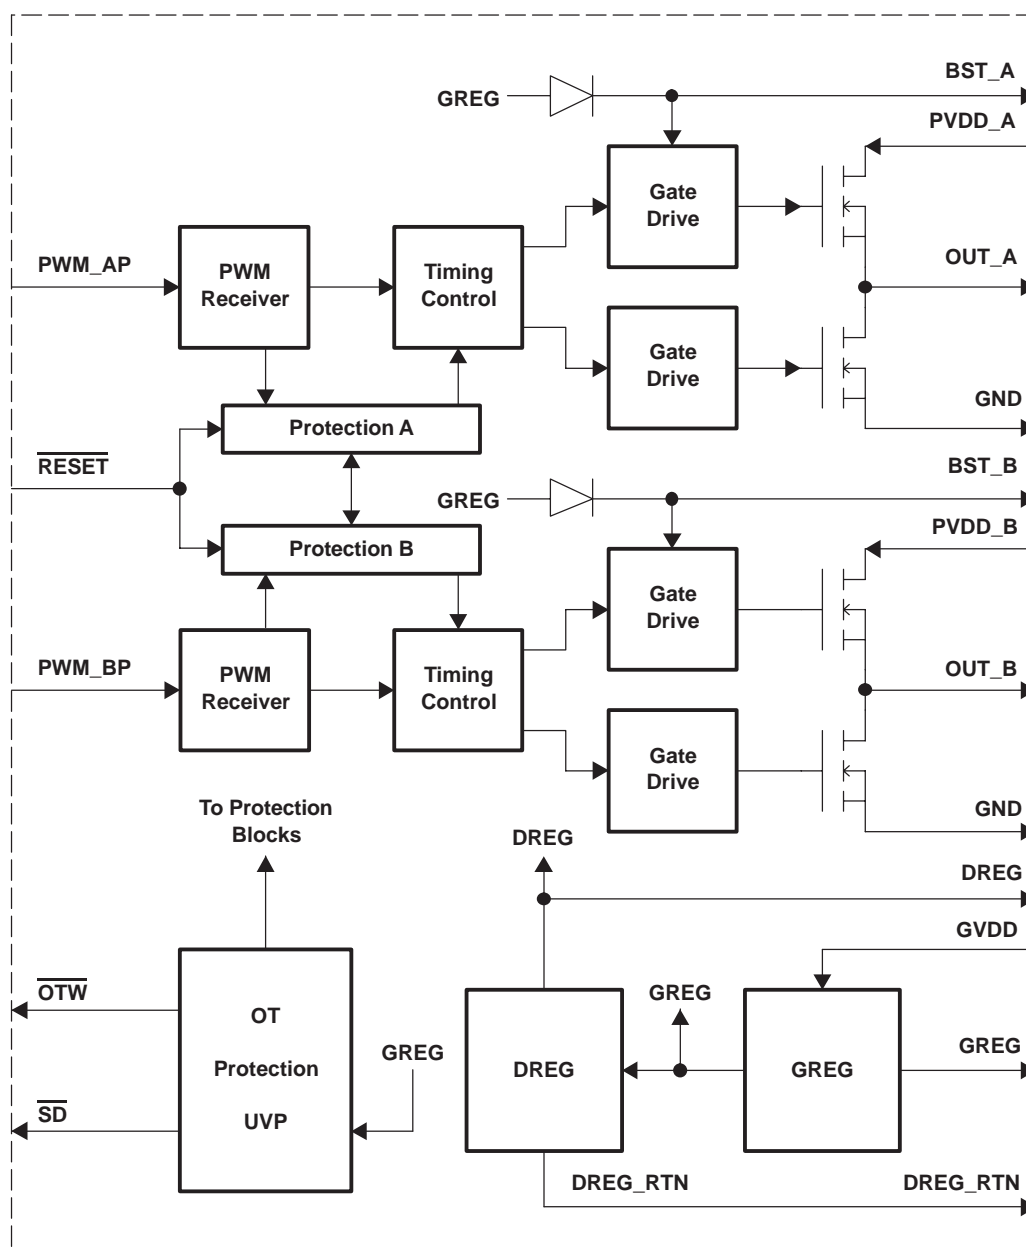 BST_A
GREG
PVDD_A
Gate
Drive
PWM_AP
PWM
Receiver
Timing
Control
OUT_A
Gate
Drive
GND
Protection A
RESET
BST_B
GREG
PVDD_B
Protection B
Gate
Drive
PWM_BP
PWM
Receiver
Timing
Control
OUT_B
Gate
Drive
GND
To Protection
Blocks
DREG
DREG
GVDD
OTW
GREG
OT
Protection
UVP
GREG
DREG
GREG
GREG
SD
DREG_RTN
DREG_RTN